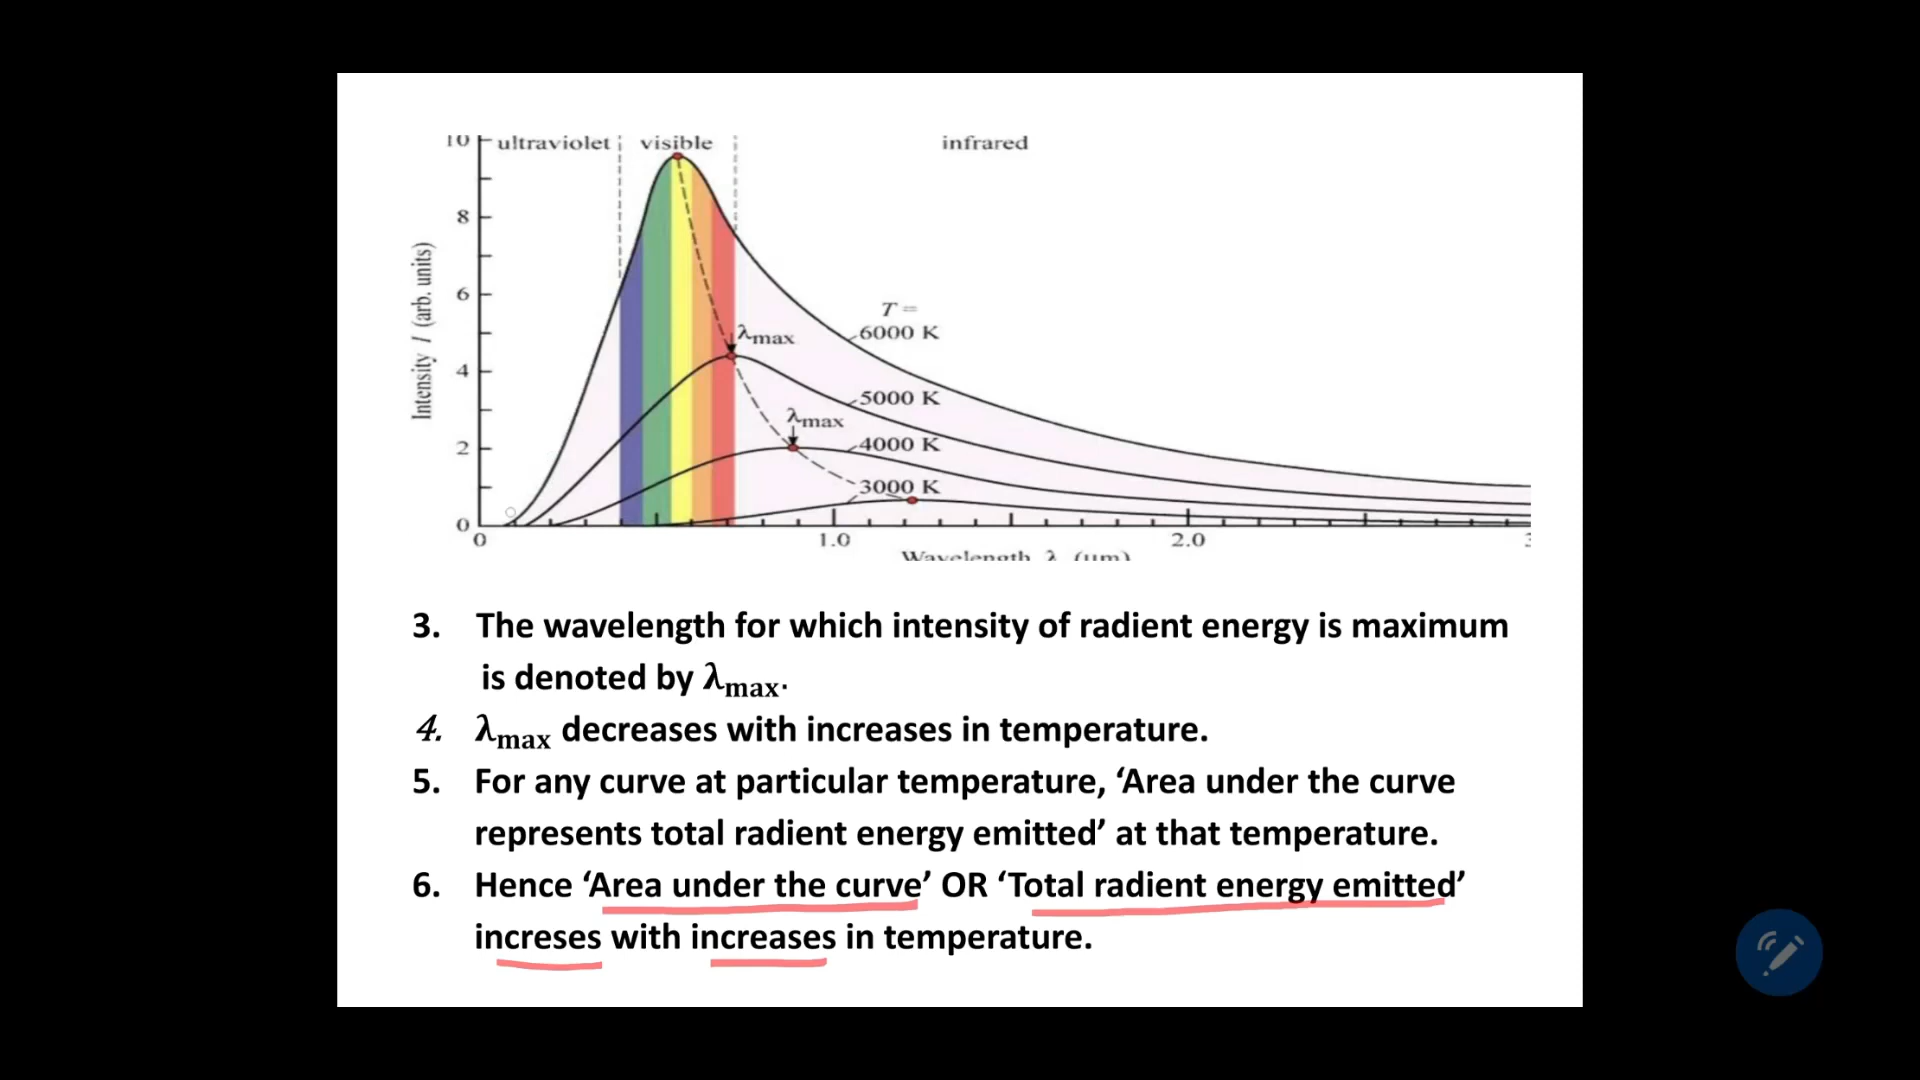 10 ultraviolet visible infrared
8
Intensity I (arb. units)
6
T =
6000 K
λmax
4
5000 K
λmax
4000 K
2
3000 K
0
0 1.0 2.0
Wavelength λ (µm)
3. The wavelength for which intensity of radient energy is maximum
is denoted by λmax.
4. λmax decreases with increases in temperature.
5. For any curve at particular temperature, ‘Area under the curve
represents total radient energy emitted’ at that temperature.
6. Hence ‘Area under the curve’ OR ‘Total radient energy emitted’
increses with increases in temperature.